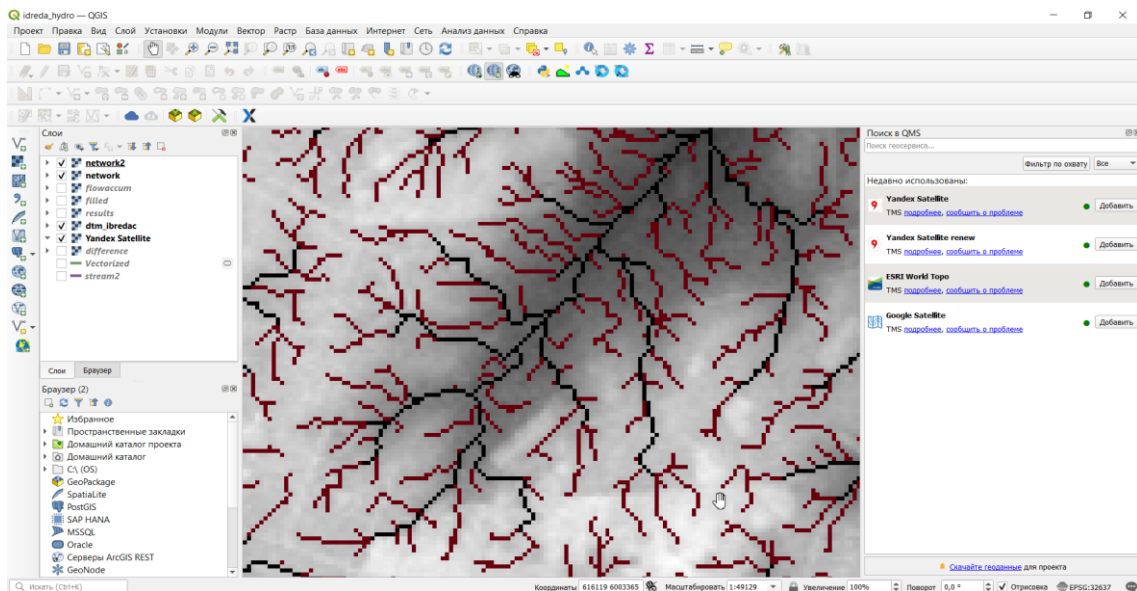 idreda_hydro — QGIS
Проект Правка Вид Слой Установки Модули Вектор Растр База данных Интернет Сеть Анализ данных Справка
Слои
network2
network
flowaccum
filled
results
dtm_ibredac
Yandex Satellite
difference
Vectorized
stream2
Слои Браузер
Браузер (2)
Избранное
Пространственные закладки
Домашний каталог проекта
Домашний каталог
C:\ (OS)
GeoPackage
SpatiaLite
PostGIS
SAP HANA
MSSQL
Oracle
Серверы ArcGIS REST
GeoNode
Поиск в QMS
Поиск геосервиса...
Фильтр по охвату Все
Недавно использованы:
Yandex Satellite
TMS подробнее, сообщить о проблеме Добавить
Yandex Satellite renew
TMS подробнее, сообщить о проблеме Добавить
ESRI World Topo
TMS подробнее, сообщить о проблеме Добавить
Google Satellite
TMS подробнее, сообщить о проблеме Добавить
Скачайте геоданные для проекта
Искать (Ctrl+K) Координаты 616119 6003365 Масштабировать 1:49129 Увеличение 100% Поворот 0,0 ° Отрисовка EPSG:32637